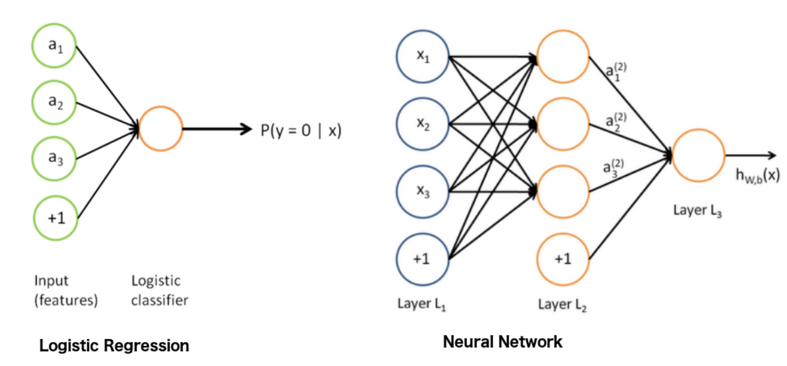 a₁
a₂
a₃
+1
P(y = 0 | x)
Input
(features)
Logistic
classifier
Logistic Regression
x₁
x₂
x₃
+1
Layer L₁
a₁⁽²⁾
a₂⁽²⁾
a₃⁽²⁾
+1
Layer L₂
Layer L₃
h_W,b(x)
Neural Network